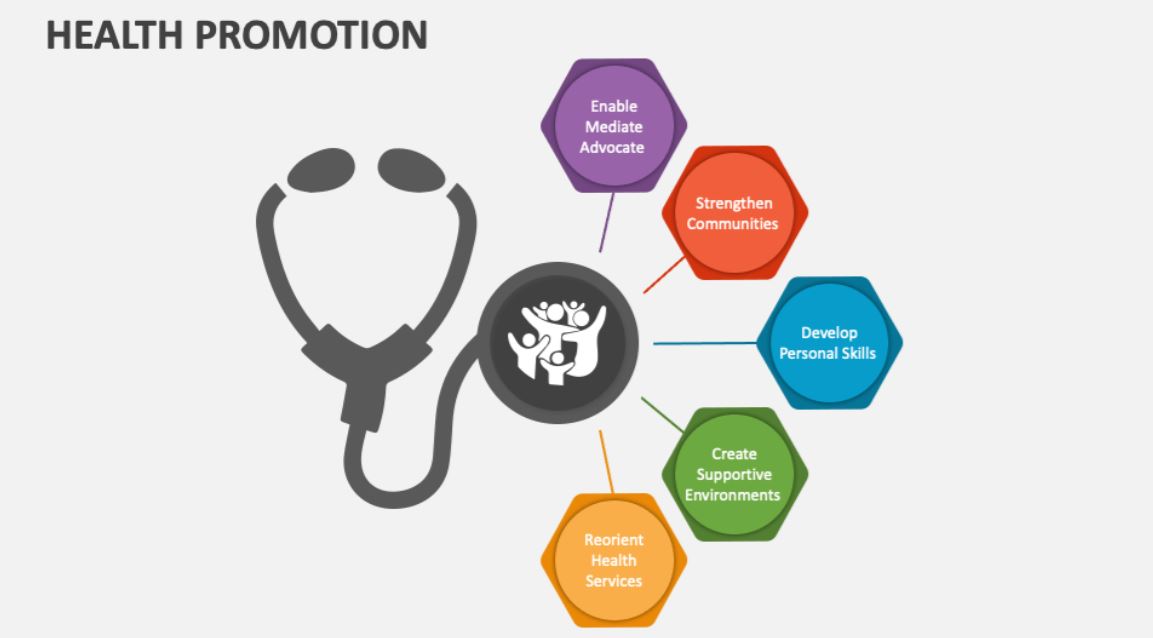 HEALTH PROMOTION
Enable
Mediate
Advocate
Strengthen
Communities
Develop
Personal Skills
Create
Supportive
Environments
Reorient
Health
Services